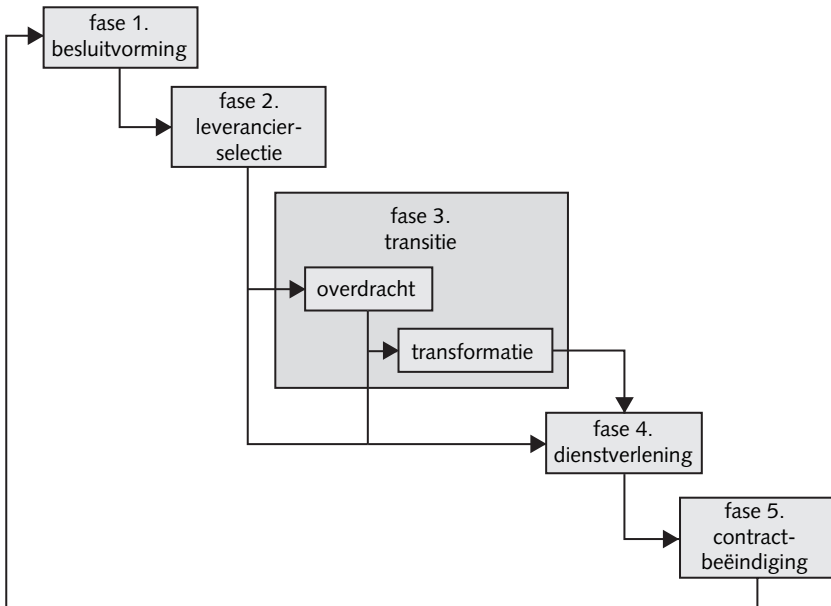 fase 1.
besluitvorming
fase 2.
leverancier-
selectie
fase 3.
transitie
overdracht
transformatie
fase 4.
dienstverlening
fase 5.
contract-
beëindiging